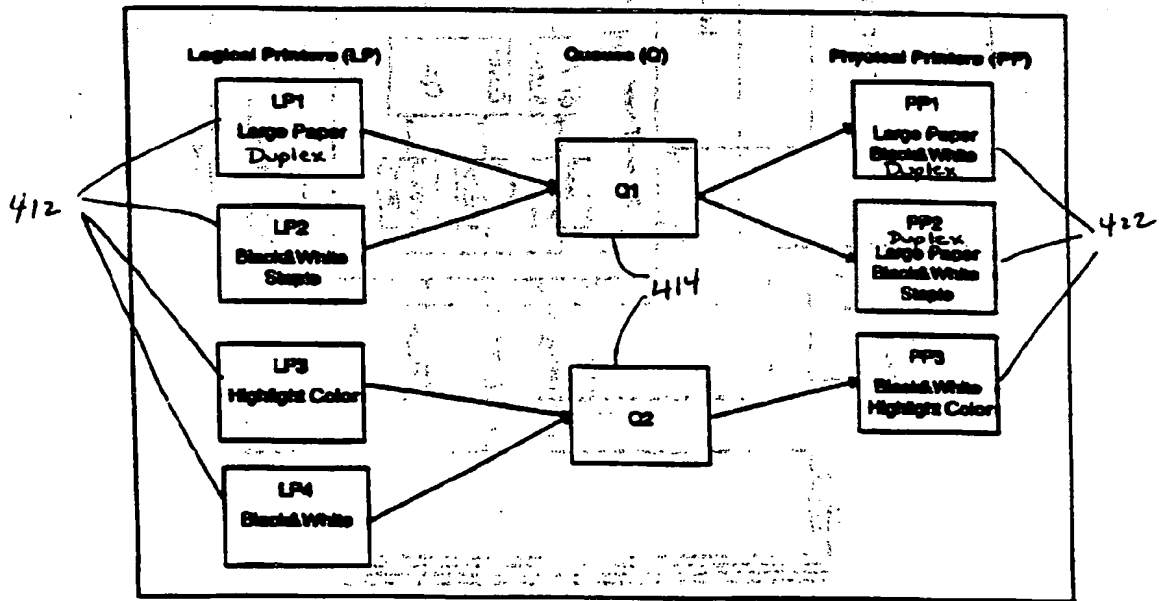 Logical Printers (LP)
Queues (Q)
Physical Printers (PP)
LP1
Large Paper
Duplex
LP2
Black&White
Staple
LP3
Highlight Color
LP4
Black&White
412
Q1
Q2
414
PP1
Large Paper
Black&White
Duplex
PP2
Duplex
Large Paper
Black&White
Staple
PP3
Black&White
Highlight Color
422